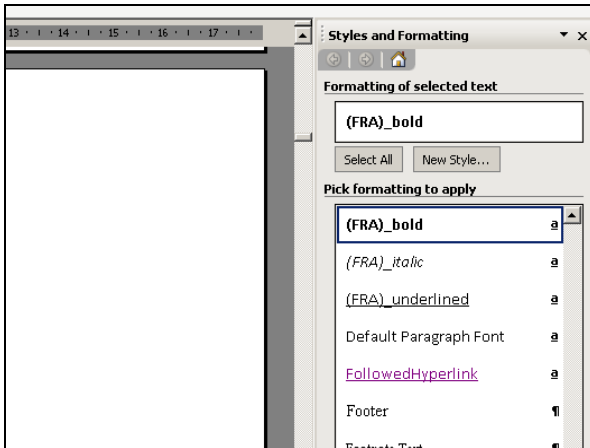 13 · ı · 14 · ı · 15 · ı · 16 · ı · 17 · ı ·
Styles and Formatting
Formatting of selected text
(FRA)_bold
Select All New Style...
Pick formatting to apply
(FRA)_bold a
(FRA)_italic a
(FRA)_underlined a
Default Paragraph Font a
FollowedHyperlink a
Footer ¶